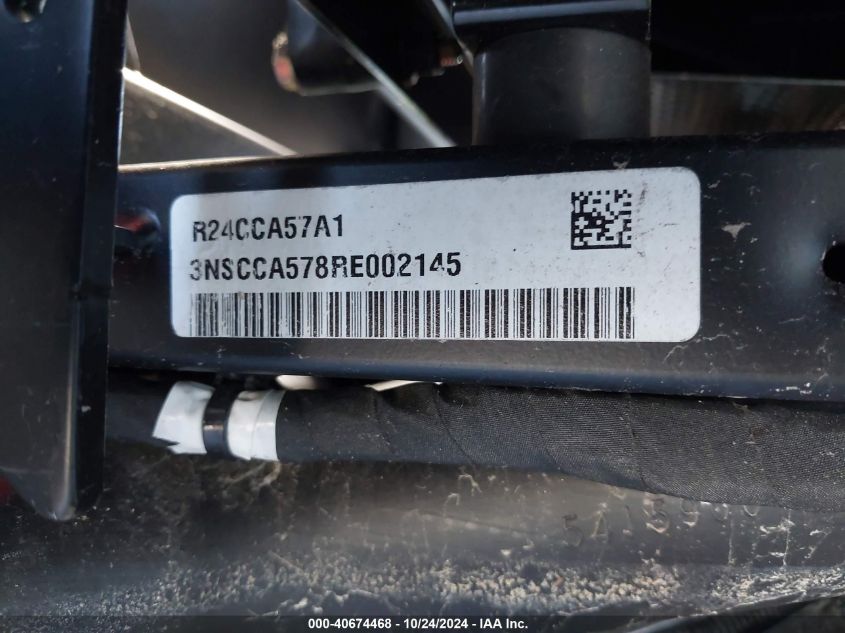 R24CCA57A1
3NSCCA578RE002145
000-40674468 - 10/24/2024 - IAA Inc.